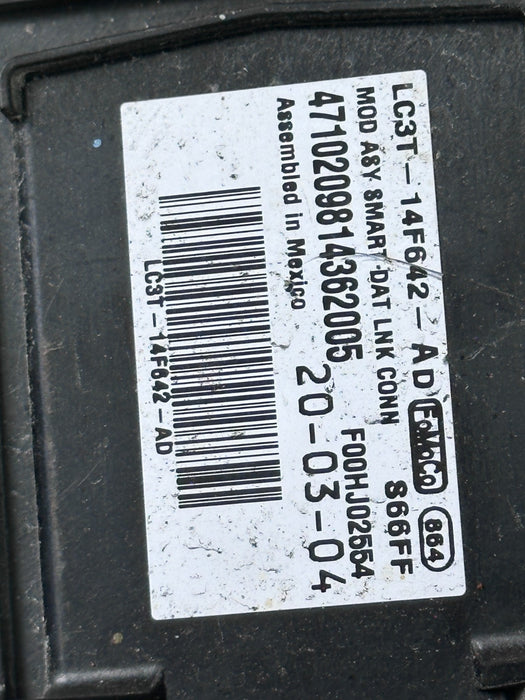 LC3T-14F642-AD FoMoCo 864
MOD ASY SMART DAT LNK CONN 866FF
4710209814362005 F00HJ02554
Assembled in Mexico 20-03-04
LC3T-14F642-AD